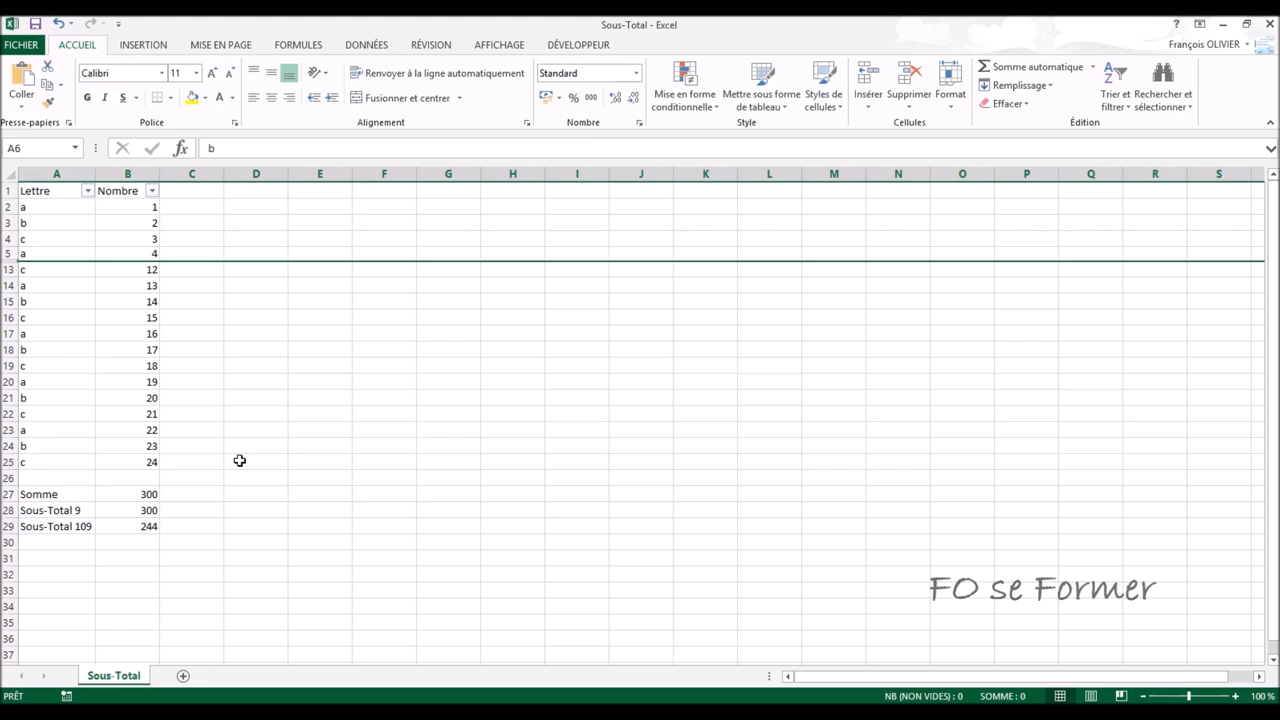 Sous-Total - Excel
FICHIER ACCUEIL INSERTION MISE EN PAGE FORMULES DONNÉES RÉVISION AFFICHAGE DÉVELOPPEUR François OLIVIER
Coller
Calibri 11
G I S
Renvoyer à la ligne automatiquement
Fusionner et centrer
Standard
% 000
Mise en forme conditionnelle
Mettre sous forme de tableau
Styles de cellules
Insérer Supprimer Format
Somme automatique
Remplissage
Effacer
Trier et filtrer
Rechercher et sélectionner
Presse-papiers Police Alignement Nombre Style Cellules Édition
A6 fx b
A B C D E F G H I J K L M N O P Q R S
1 Lettre Nombre
2 a 1
3 b 2
4 c 3
5 a 4
13 c 12
14 a 13
15 b 14
16 c 15
17 a 16
18 b 17
19 c 18
20 a 19
21 b 20
22 c 21
23 a 22
24 b 23
25 c 24
26
27 Somme 300
28 Sous-Total 9 300
29 Sous-Total 109 244
30
31
32
33
34
35
36
37
FO se Former
Sous-Total
PRÊT NB (NON VIDES) : 0 SOMME : 0 100 %